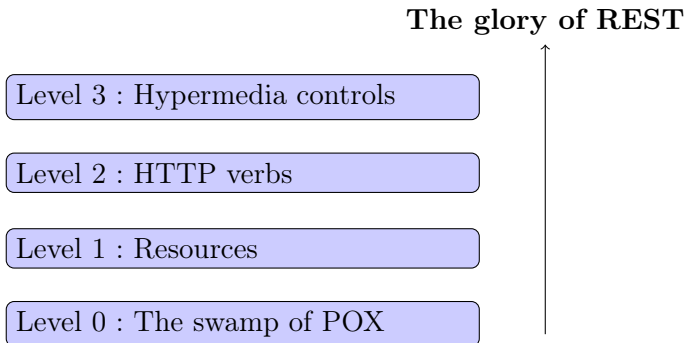 The glory of REST
Level 3 : Hypermedia controls
Level 2 : HTTP verbs
Level 1 : Resources
Level 0 : The swamp of POX